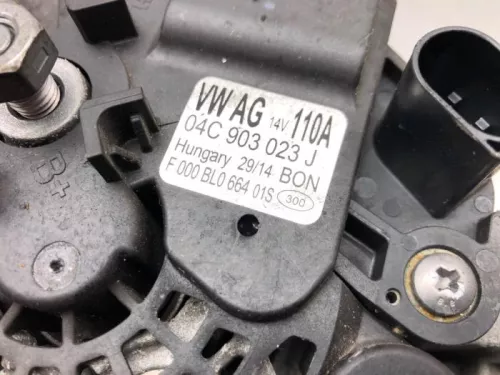 VW AG 14V 110A
04C 903 023 J
Hungary 29/14 BON
F 000 BL0 664 01S 300
B+